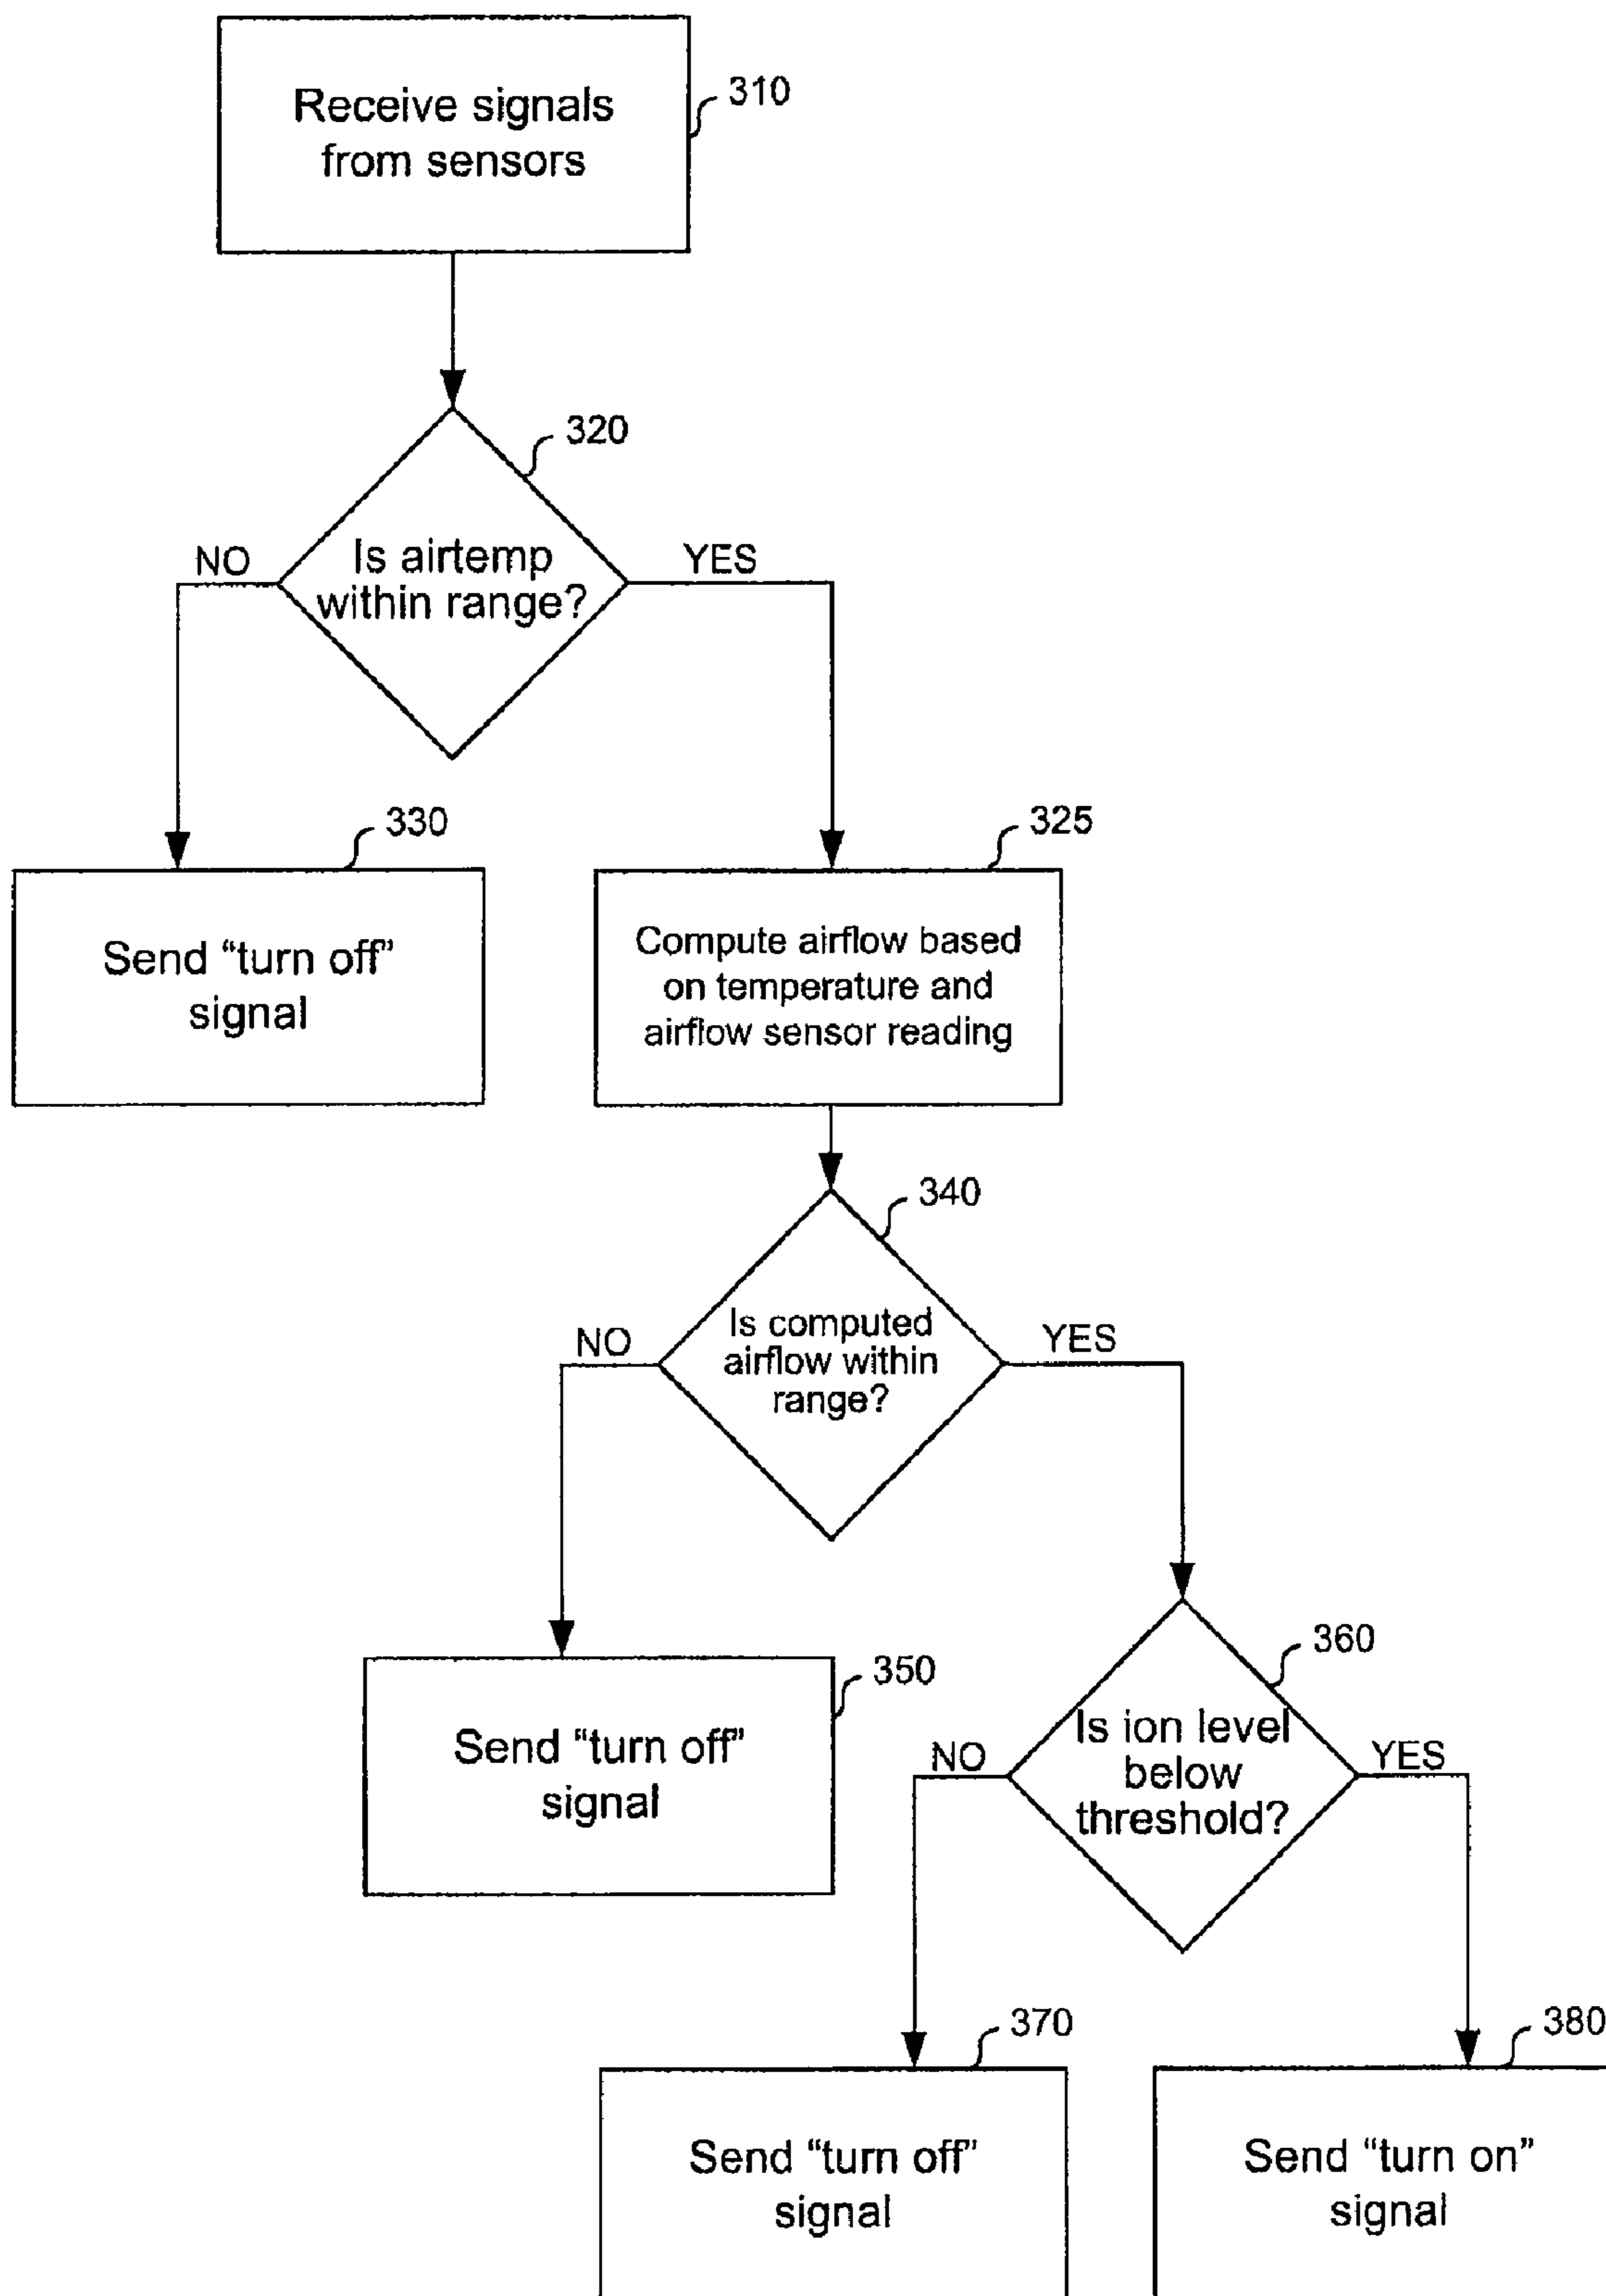 Receive signals
from sensors
310
320
Is airtemp
within range?
NO
YES
330
Send “turn off”
signal
325
Compute airflow based
on temperature and
airflow sensor reading
340
Is computed
airflow within
range?
NO
YES
350
Send “turn off”
signal
360
Is ion level
below
threshold?
NO
YES
370
Send “turn off”
signal
380
Send “turn on”
signal